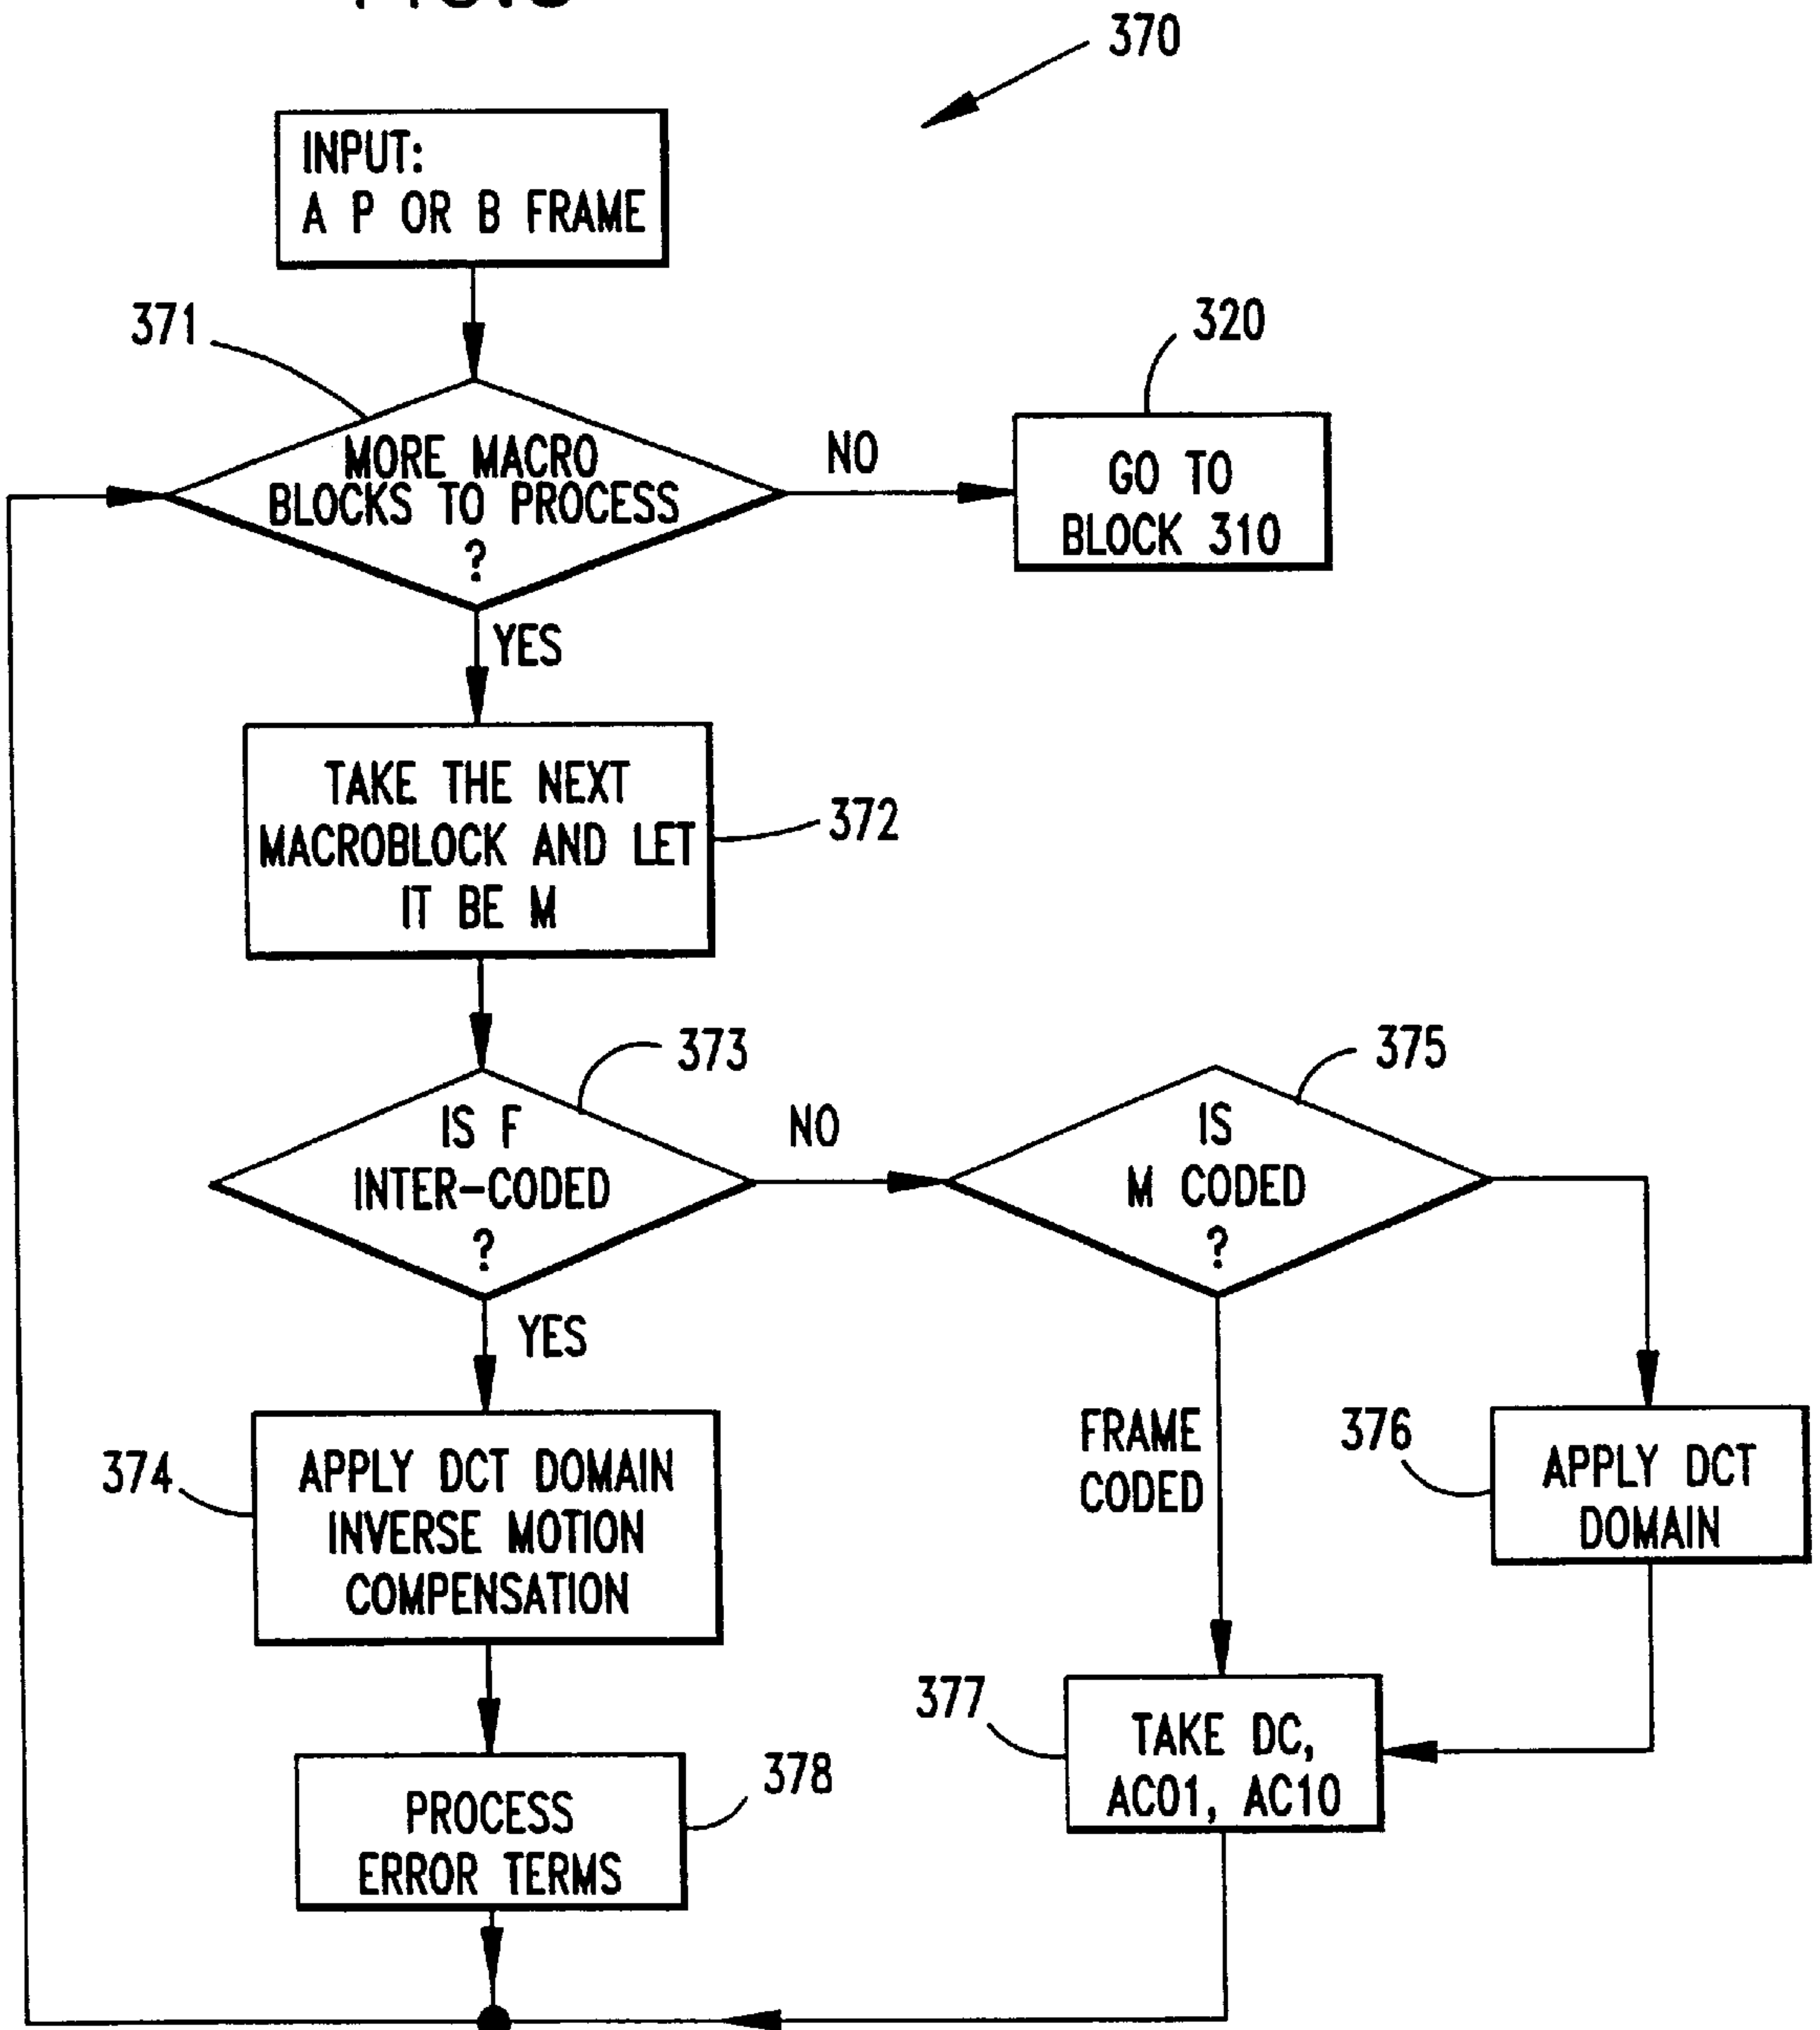 370
INPUT:
A P OR B FRAME
371
320
MORE MACRO
BLOCKS TO PROCESS
?
NO
GO TO
BLOCK 310
YES
TAKE THE NEXT
MACROBLOCK AND LET
IT BE M
372
373
375
IS F
INTER-CODED
?
NO
IS
M CODED
?
YES
FRAME
CODED
374
APPLY DCT DOMAIN
INVERSE MOTION
COMPENSATION
376
APPLY DCT
DOMAIN
377
TAKE DC,
AC01, AC10
378
PROCESS
ERROR TERMS